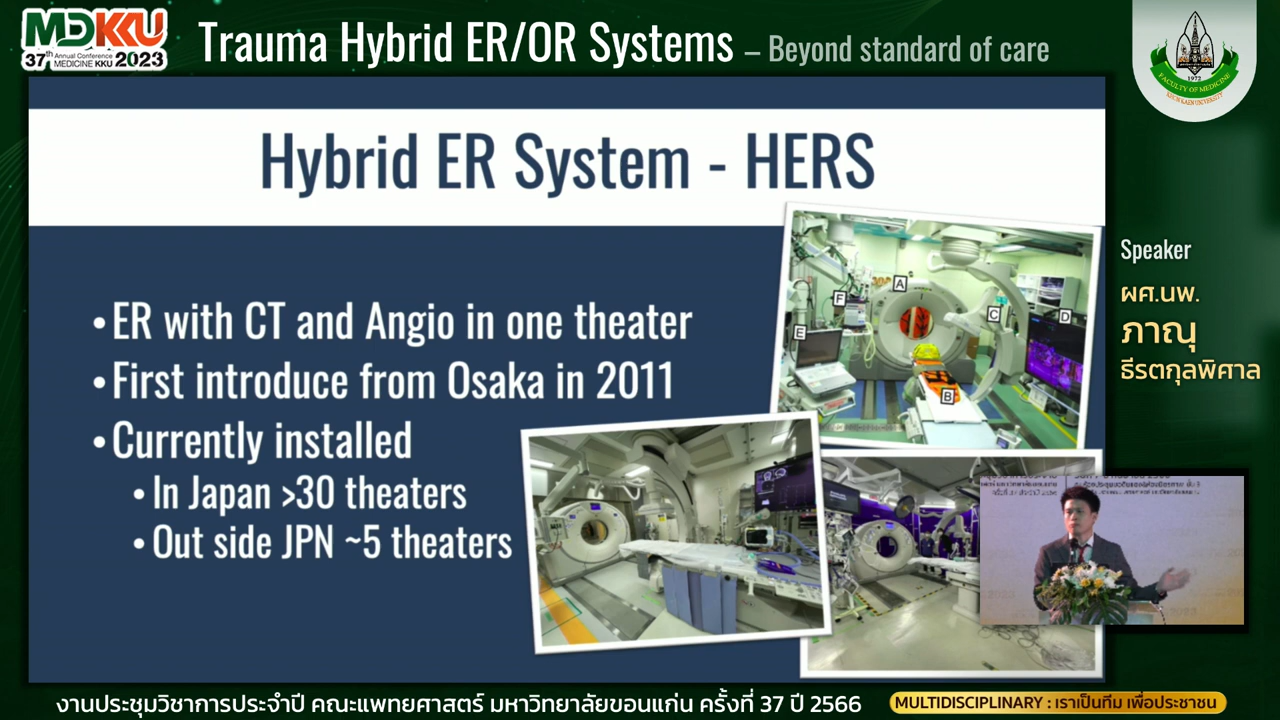 MDKKU
37th Annual Conference
MEDICINE KKU 2023
Trauma Hybrid ER/OR Systems – Beyond standard of care
1972
FACULTY OF MEDICINE
KHON KAEN UNIVERSITY
Hybrid ER System - HERS
•ER with CT and Angio in one theater
•First introduce from Osaka in 2011
•Currently installed
•In Japan >30 theaters
•Out side JPN ~5 theaters
A
F
C
D
E
B
Speaker
ผศ.นพ.
ภาณุ
ธีรตกุลพิศาล
งานประชุมวิชาการประจำปี คณะแพทยศาสตร์ มหาวิทยาลัยขอนแก่น ครั้งที่ 37 ปี 2566
MULTIDISCIPLINARY : เราเป็นทีม เพื่อประชาชน